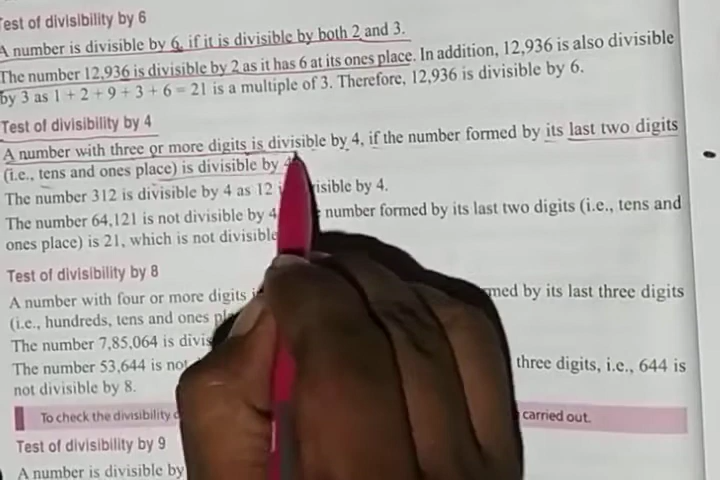 Test of divisibility by 6
A number is divisible by 6, if it is divisible by both 2 and 3.
The number 12,936 is divisible by 2 as it has 6 at its ones place. In addition, 12,936 is also divisible
by 3 as 1 + 2 + 9 + 3 + 6 = 21 is a multiple of 3. Therefore, 12,936 is divisible by 6.
Test of divisibility by 4
A number with three or more digits is divisible by 4, if the number formed by its last two digits
(i.e., tens and ones place) is divisible by 4
The number 312 is divisible by 4 as 12 divisible by 4.
The number 64,121 is not divisible by 4 number formed by its last two digits (i.e., tens and
ones place) is 21, which is not divisible
Test of divisibility by 8
A number with four or more digits formed by its last three digits
(i.e., hundreds, tens and ones
The number 7,85,064 is
The number 53,644 is not three digits, i.e., 644 is
not divisible by 8.
To check the divisibility carried out.
Test of divisibility by 9
A number is divisible by